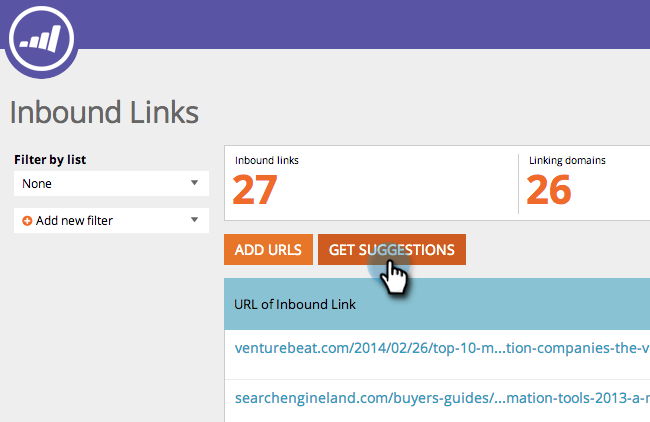 Inbound Links
Filter by list
None
Add new filter
Inbound links
27
Linking domains
26
ADD URLS
GET SUGGESTIONS
URL of Inbound Link
venturebeat.com/2014/02/26/top-10-m...tion-companies-the-v
searchengineland.com/buyers-guides/...mation-tools-2013-a-m